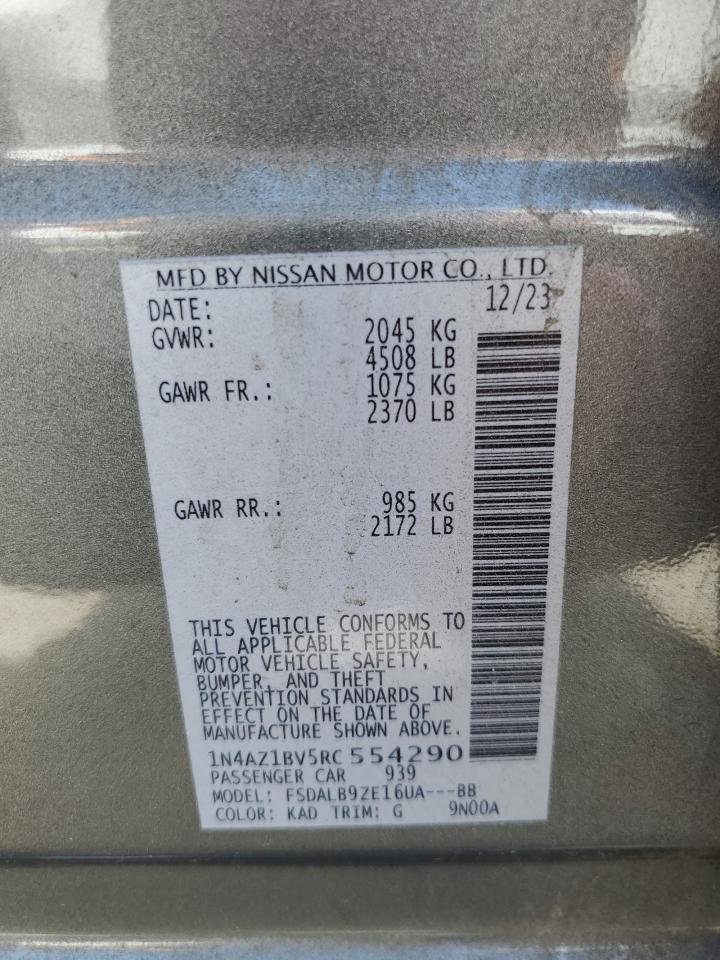 MFD BY NISSAN MOTOR CO., LTD.
DATE: 12/23
GVWR: 2045 KG
4508 LB
GAWR FR.: 1075 KG
2370 LB
GAWR RR.: 985 KG
2172 LB
THIS VEHICLE CONFORMS TO
ALL APPLICABLE FEDERAL
MOTOR VEHICLE SAFETY,
BUMPER, AND THEFT
PREVENTION STANDARDS IN
EFFECT ON THE DATE OF
MANUFACTURE SHOWN ABOVE.
1N4AZ1BV5RC 554290
PASSENGER CAR 939
MODEL: FSDALB9ZE16UA---BB
COLOR: KAD TRIM: G 9N00A